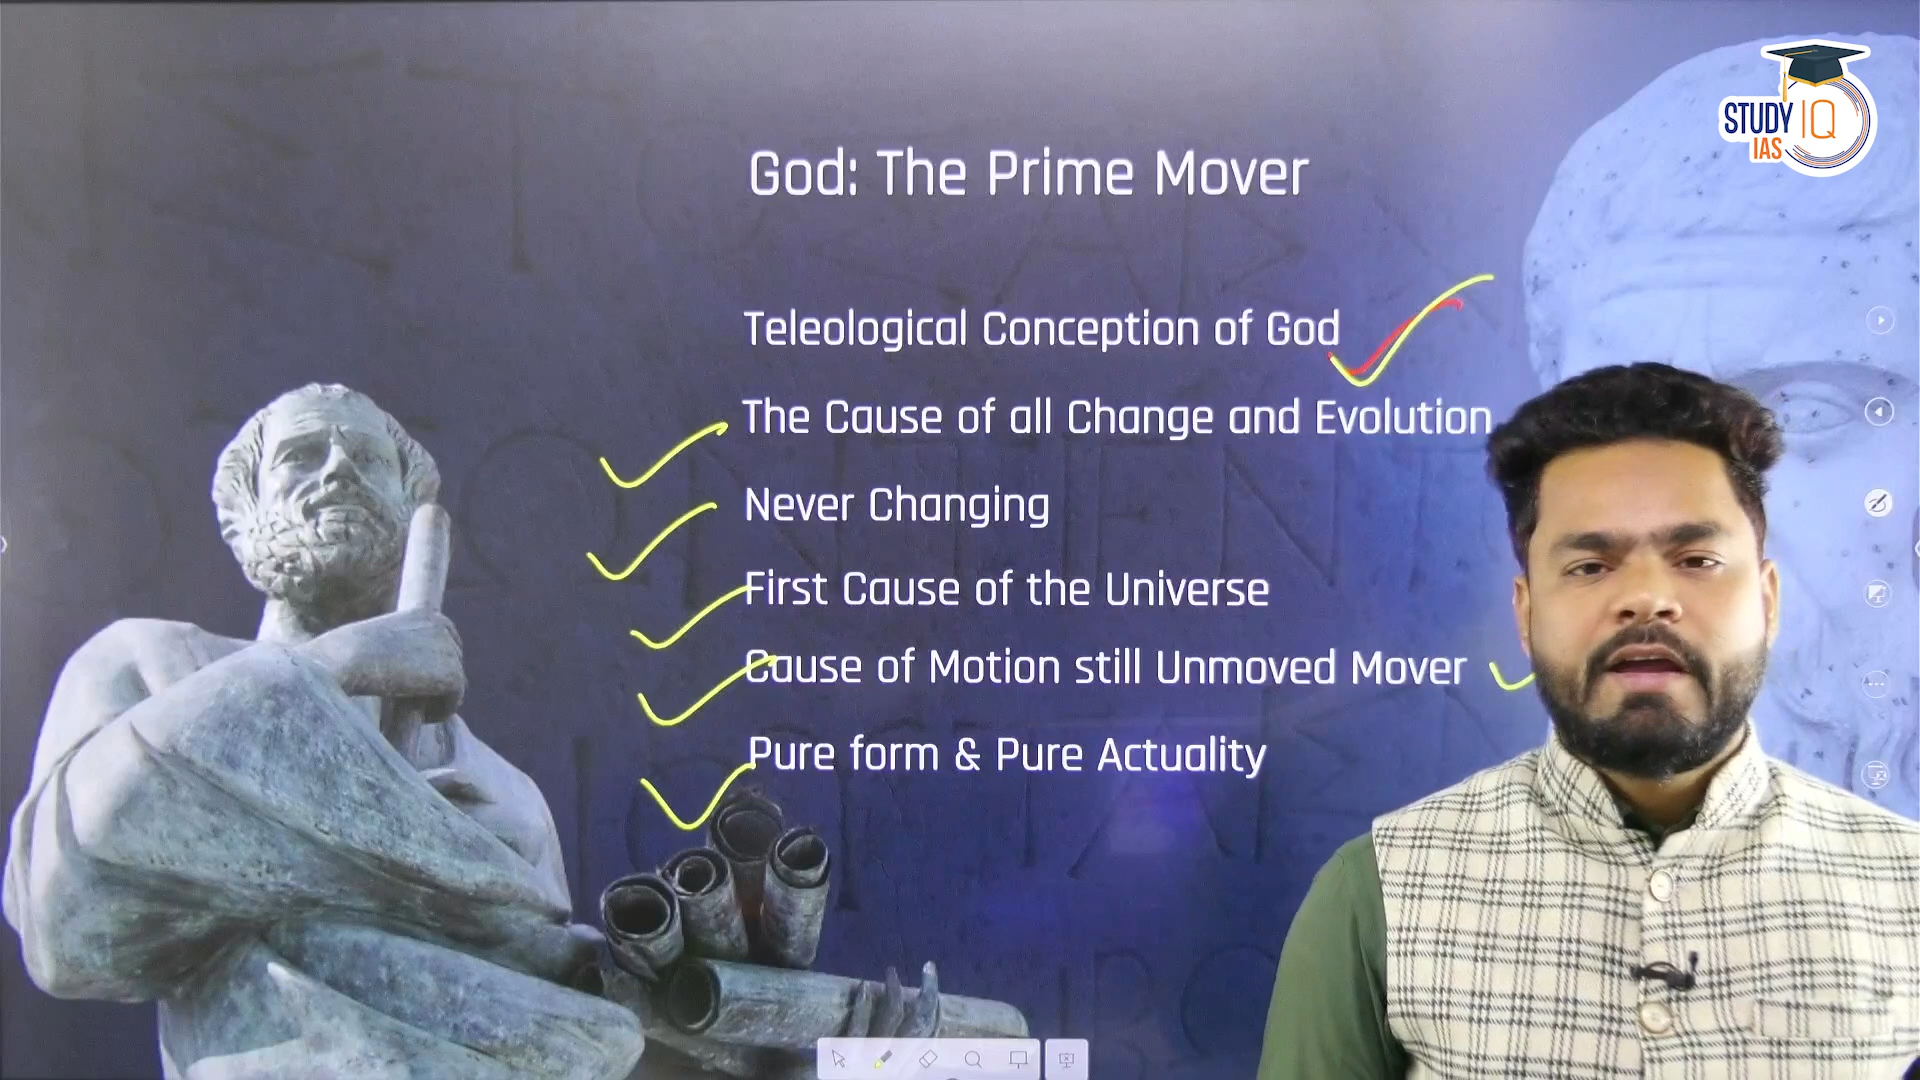 STUDY IQ
IAS
God: The Prime Mover
Teleological Conception of God
The Cause of all Change and Evolution
Never Changing
First Cause of the Universe
Cause of Motion still Unmoved Mover
Pure form & Pure Actuality